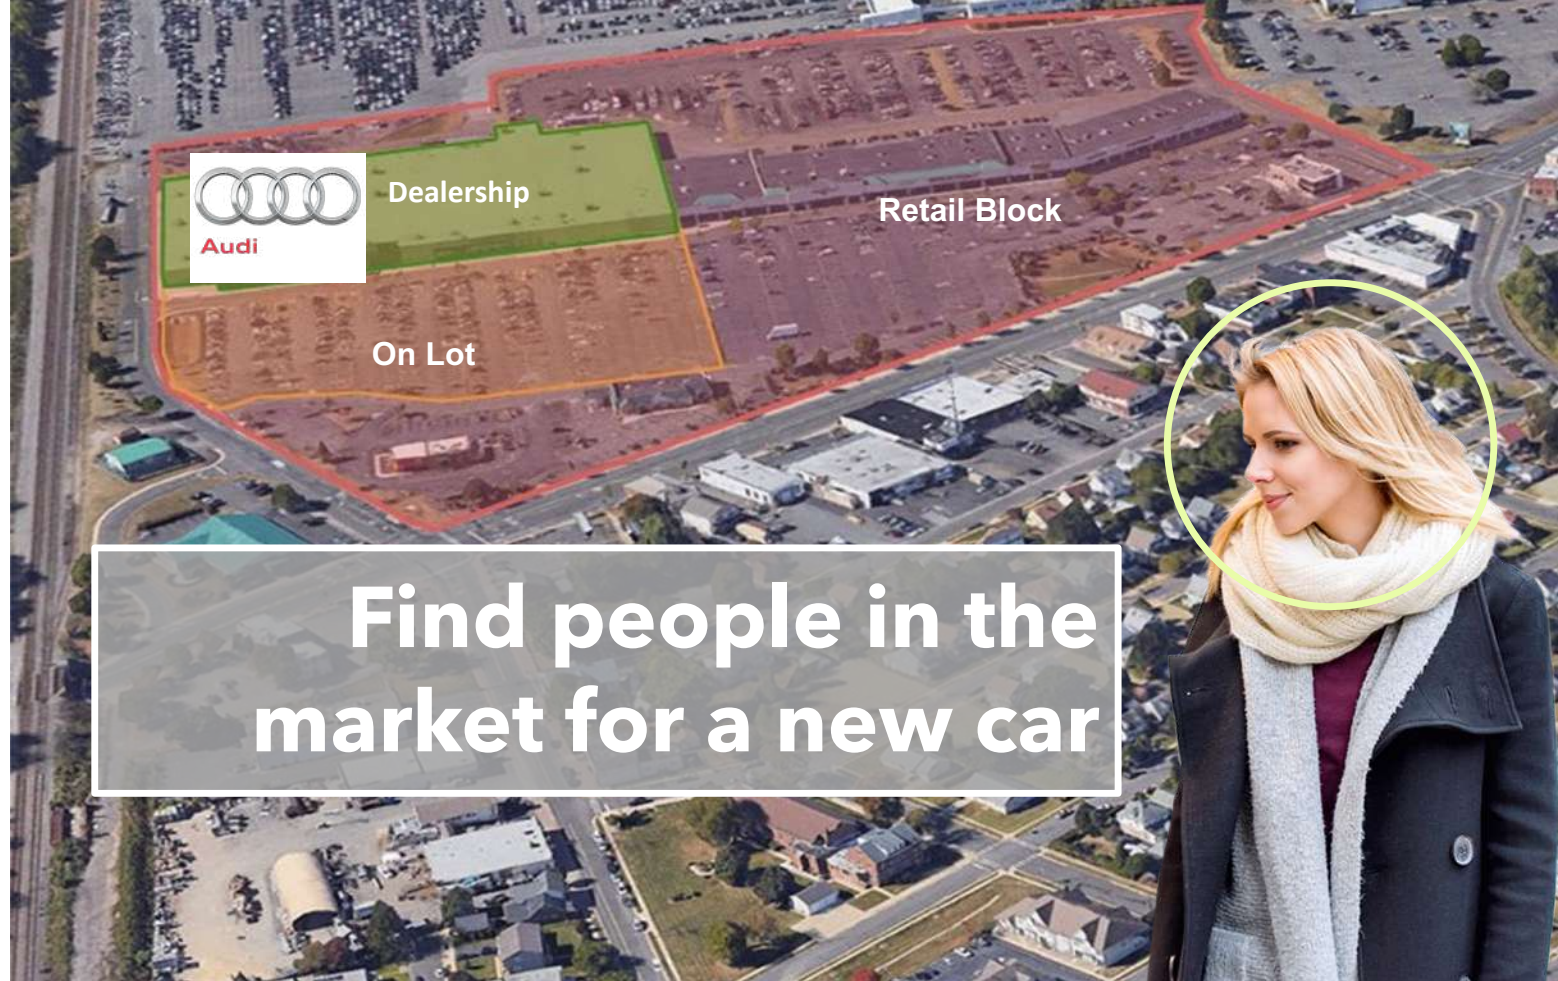 Audi
Dealership
Retail Block
On Lot
Find people in the
market for a new car